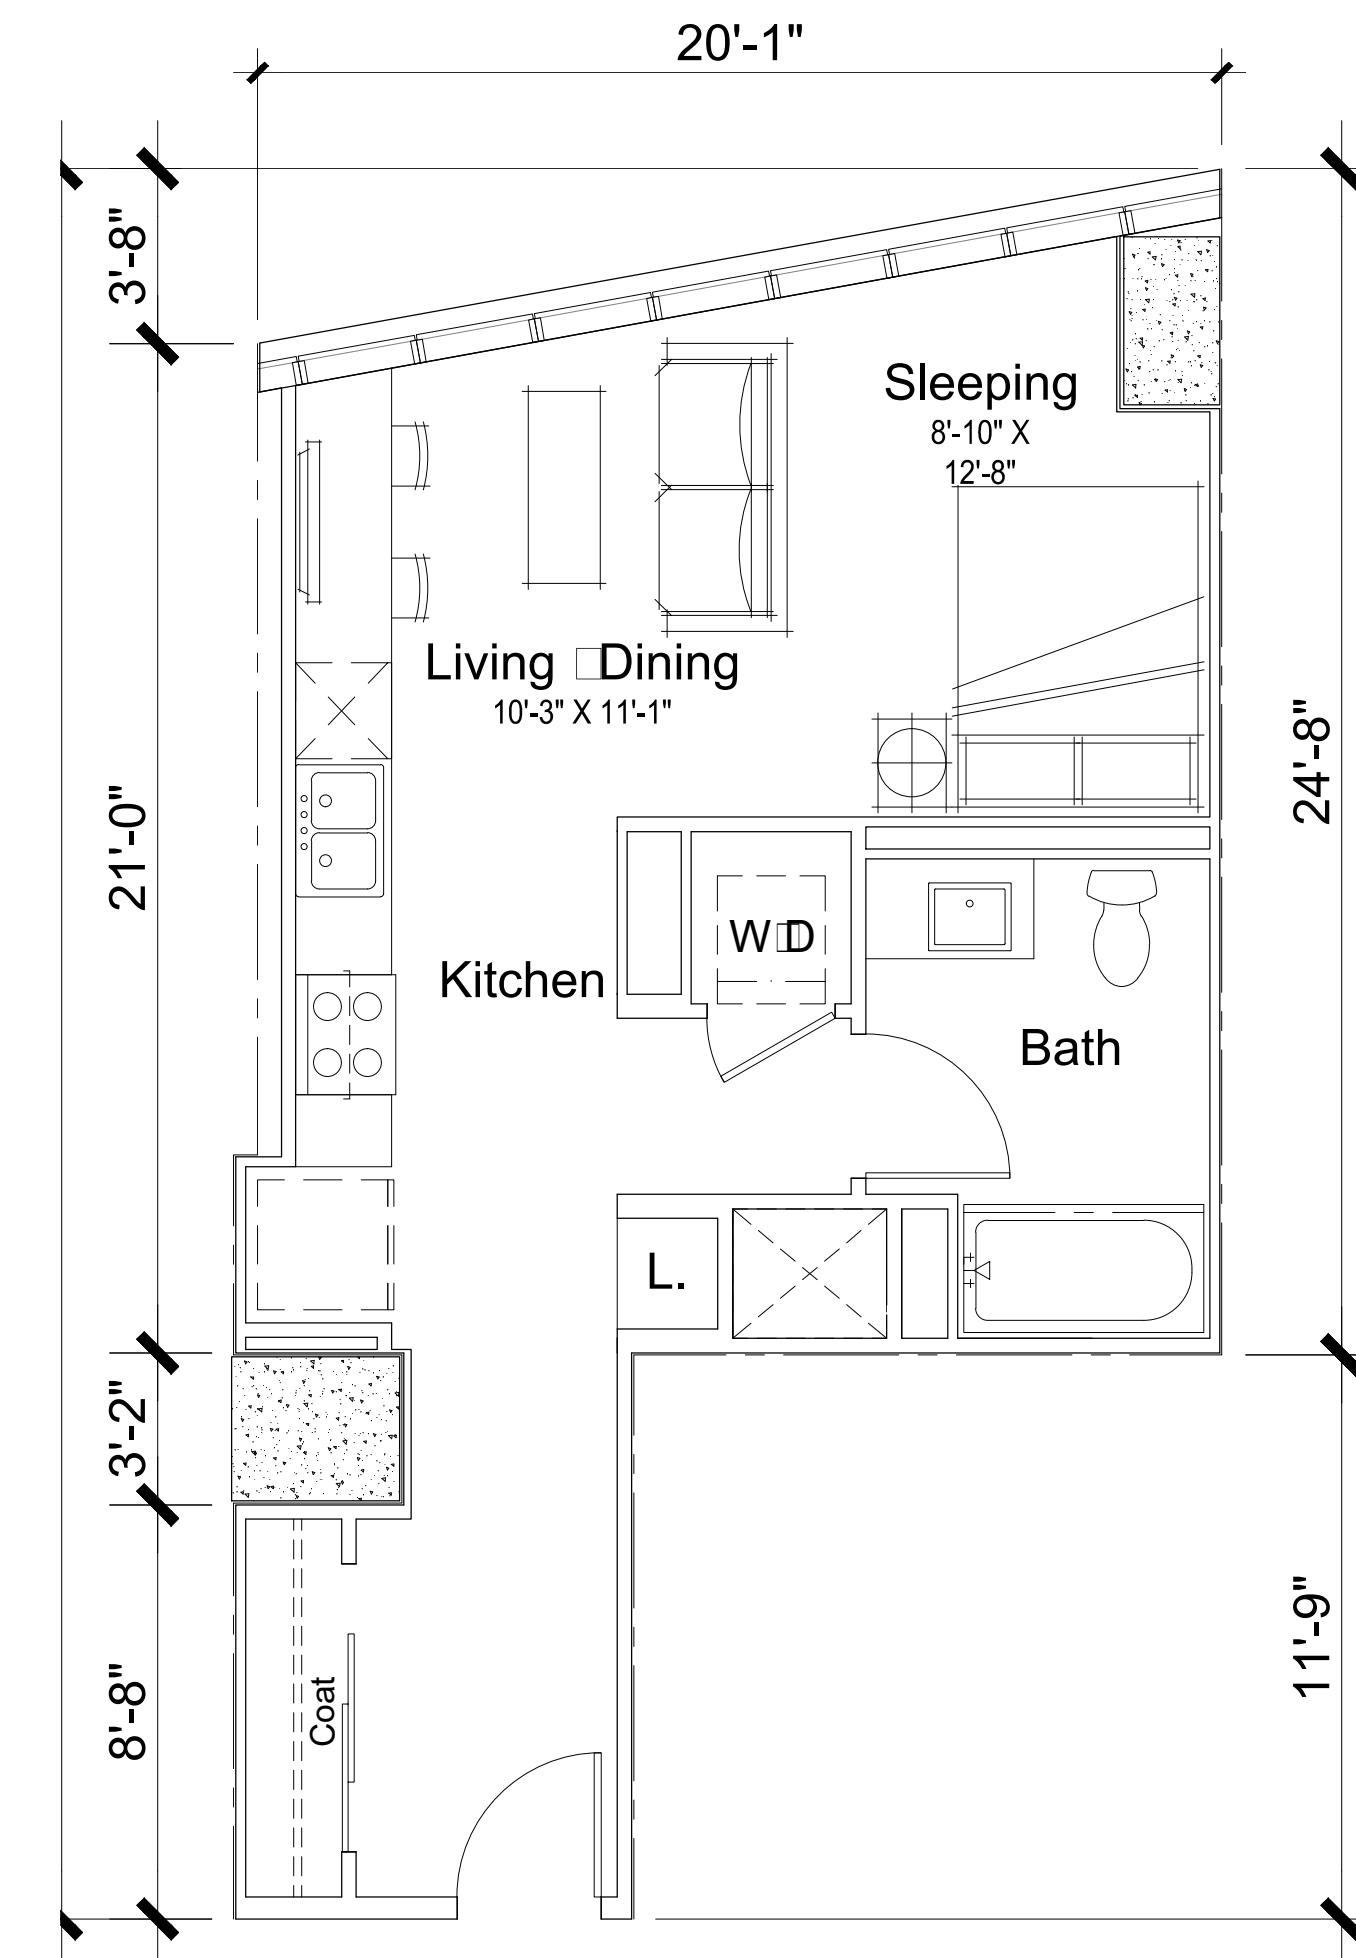 20'-1"
3'-8"
Sleeping
8'-10" X
12'-8"
Living □Dining
10'-3" X 11'-1"
21'-0"
24'-8"
W□D
Kitchen
Bath
L.
3'-2"
11'-9"
8'-8"
Coat